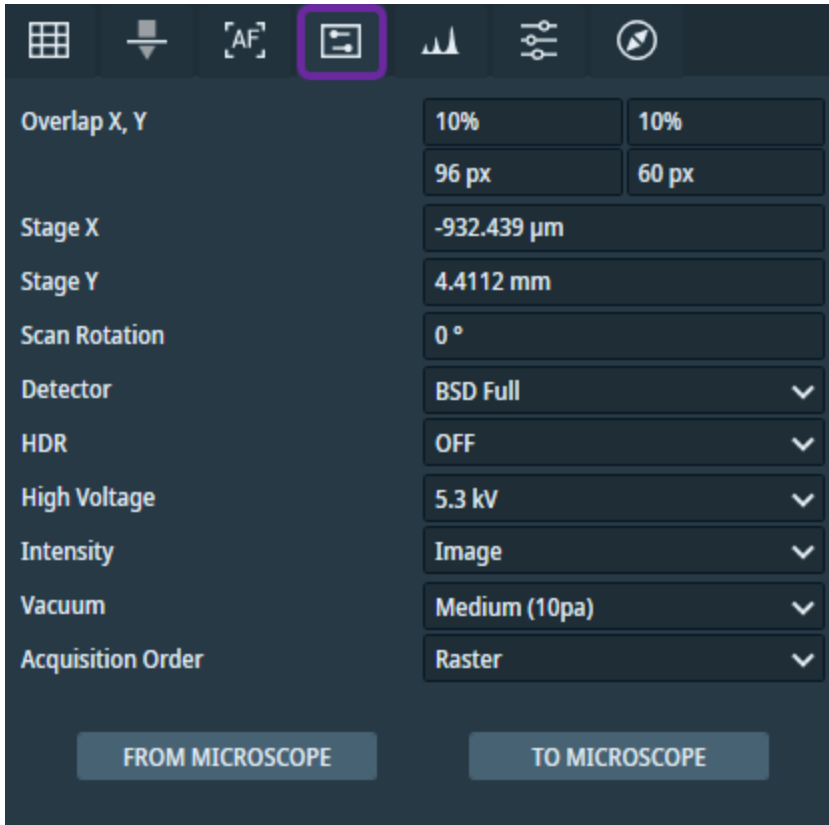 [AF]
Overlap X, Y 10% 10%
96 px 60 px
Stage X -932.439 µm
Stage Y 4.4112 mm
Scan Rotation 0 °
Detector BSD Full
HDR OFF
High Voltage 5.3 kV
Intensity Image
Vacuum Medium (10pa)
Acquisition Order Raster
FROM MICROSCOPE TO MICROSCOPE